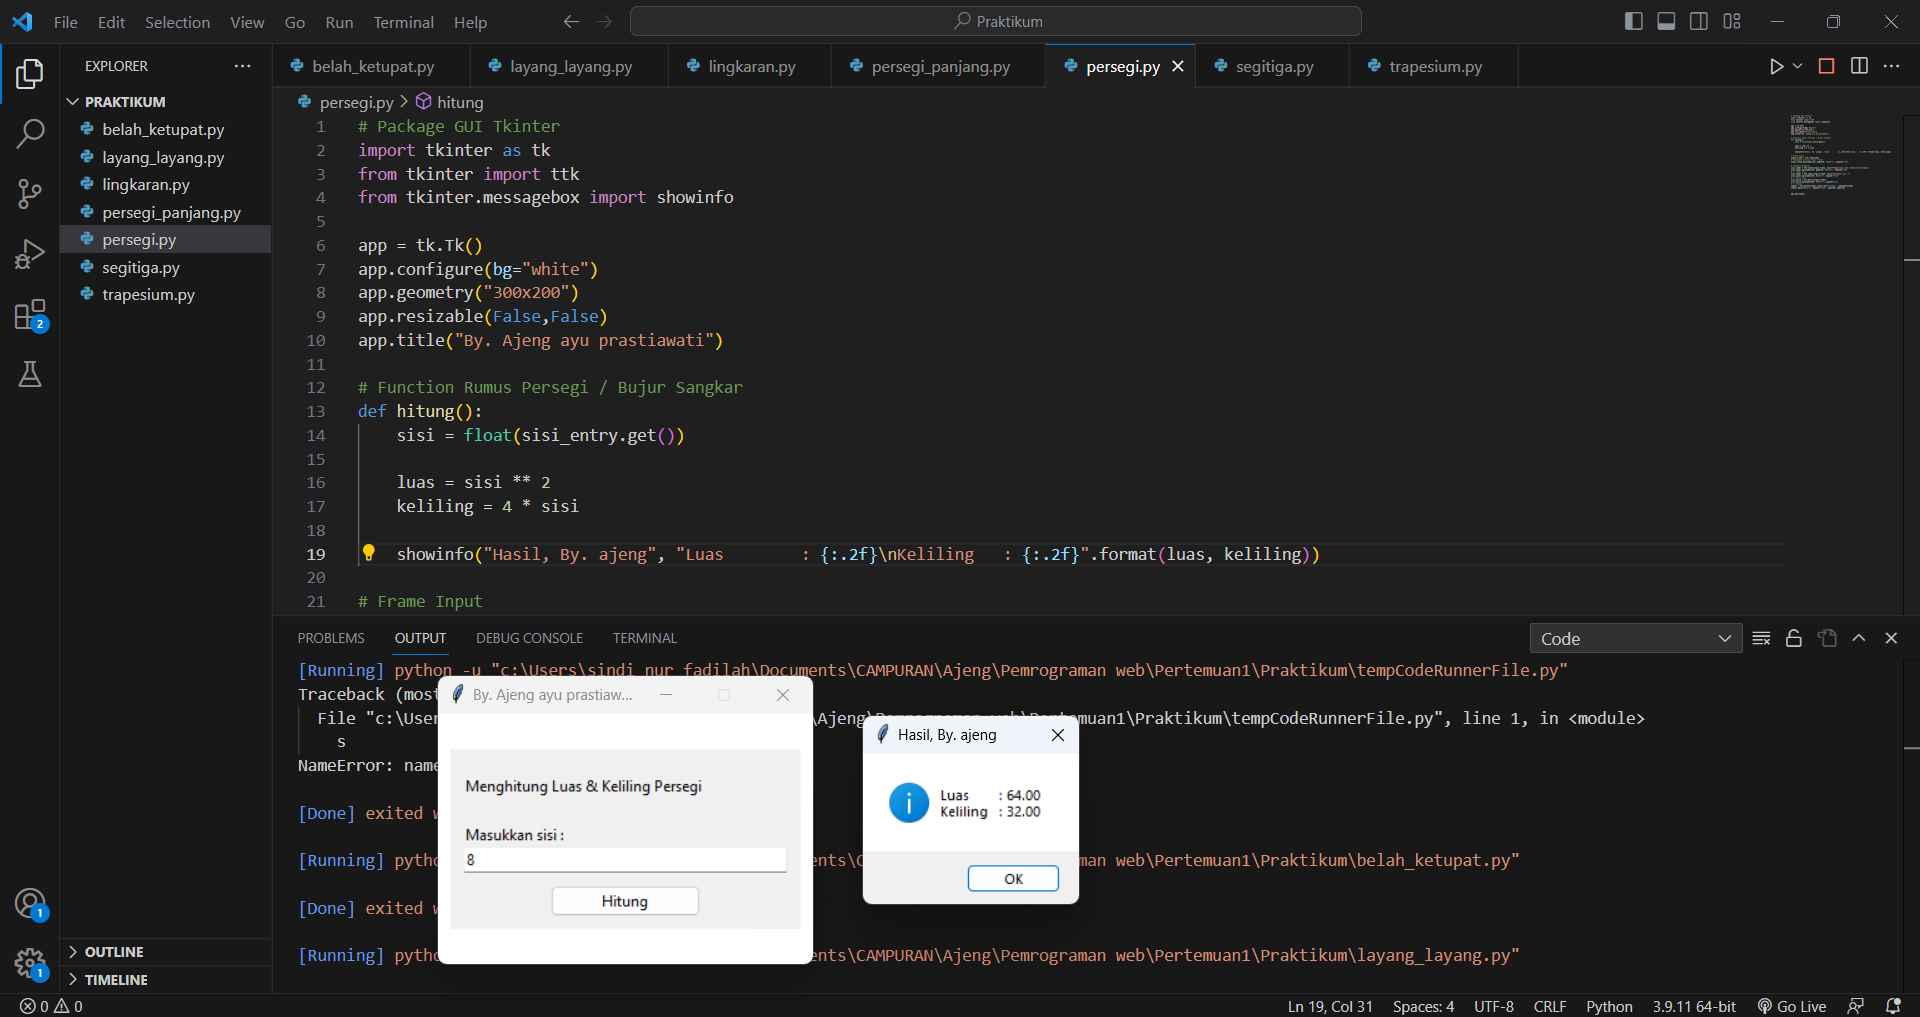 File Edit Selection View Go Run Terminal Help
Praktikum
EXPLORER
PRAKTIKUM
belah_ketupat.py
layang_layang.py
lingkaran.py
persegi_panjang.py
persegi.py
segitiga.py
trapesium.py
OUTLINE
TIMELINE
2
1
1
belah_ketupat.py layang_layang.py lingkaran.py persegi_panjang.py persegi.py segitiga.py trapesium.py
persegi.py > hitung
1 # Package GUI Tkinter
2 import tkinter as tk
3 from tkinter import ttk
4 from tkinter.messagebox import showinfo
5
6 app = tk.Tk()
7 app.configure(bg="white")
8 app.geometry("300x200")
9 app.resizable(False,False)
10 app.title("By. Ajeng ayu prastiawati")
11
12 # Function Rumus Persegi / Bujur Sangkar
13 def hitung():
14     sisi = float(sisi_entry.get())
15
16     luas = sisi ** 2
17     keliling = 4 * sisi
18
19     showinfo("Hasil, By. ajeng", "Luas        : {:.2f}\nKeliling   : {:.2f}".format(luas, keliling))
20
21 # Frame Input
PROBLEMS OUTPUT DEBUG CONSOLE TERMINAL
Code
[Running] python -u "c:\Users\sindi nur fadilah\Documents\CAMPURAN\Ajeng\Pemrograman web\Pertemuan1\Praktikum\tempCodeRunnerFile.py"
Traceback (most
File "c:\User \Ajeng\ muan1\Praktikum\tempCodeRunnerFile.py", line 1, in <module>
s
NameError: name
[Done] exited w
[Running] pytho ents\C man web\Pertemuan1\Praktikum\belah_ketupat.py"
[Done] exited w
[Running] pytho ents\CAMPURAN\Ajeng\Pemrograman web\Pertemuan1\Praktikum\layang_layang.py"
By. Ajeng ayu prastiaw...
Menghitung Luas & Keliling Persegi
Masukkan sisi :
8
Hitung
Hasil, By. ajeng
Luas : 64.00
Keliling : 32.00
OK
0 0
Ln 19, Col 31 Spaces: 4 UTF-8 CRLF Python 3.9.11 64-bit Go Live